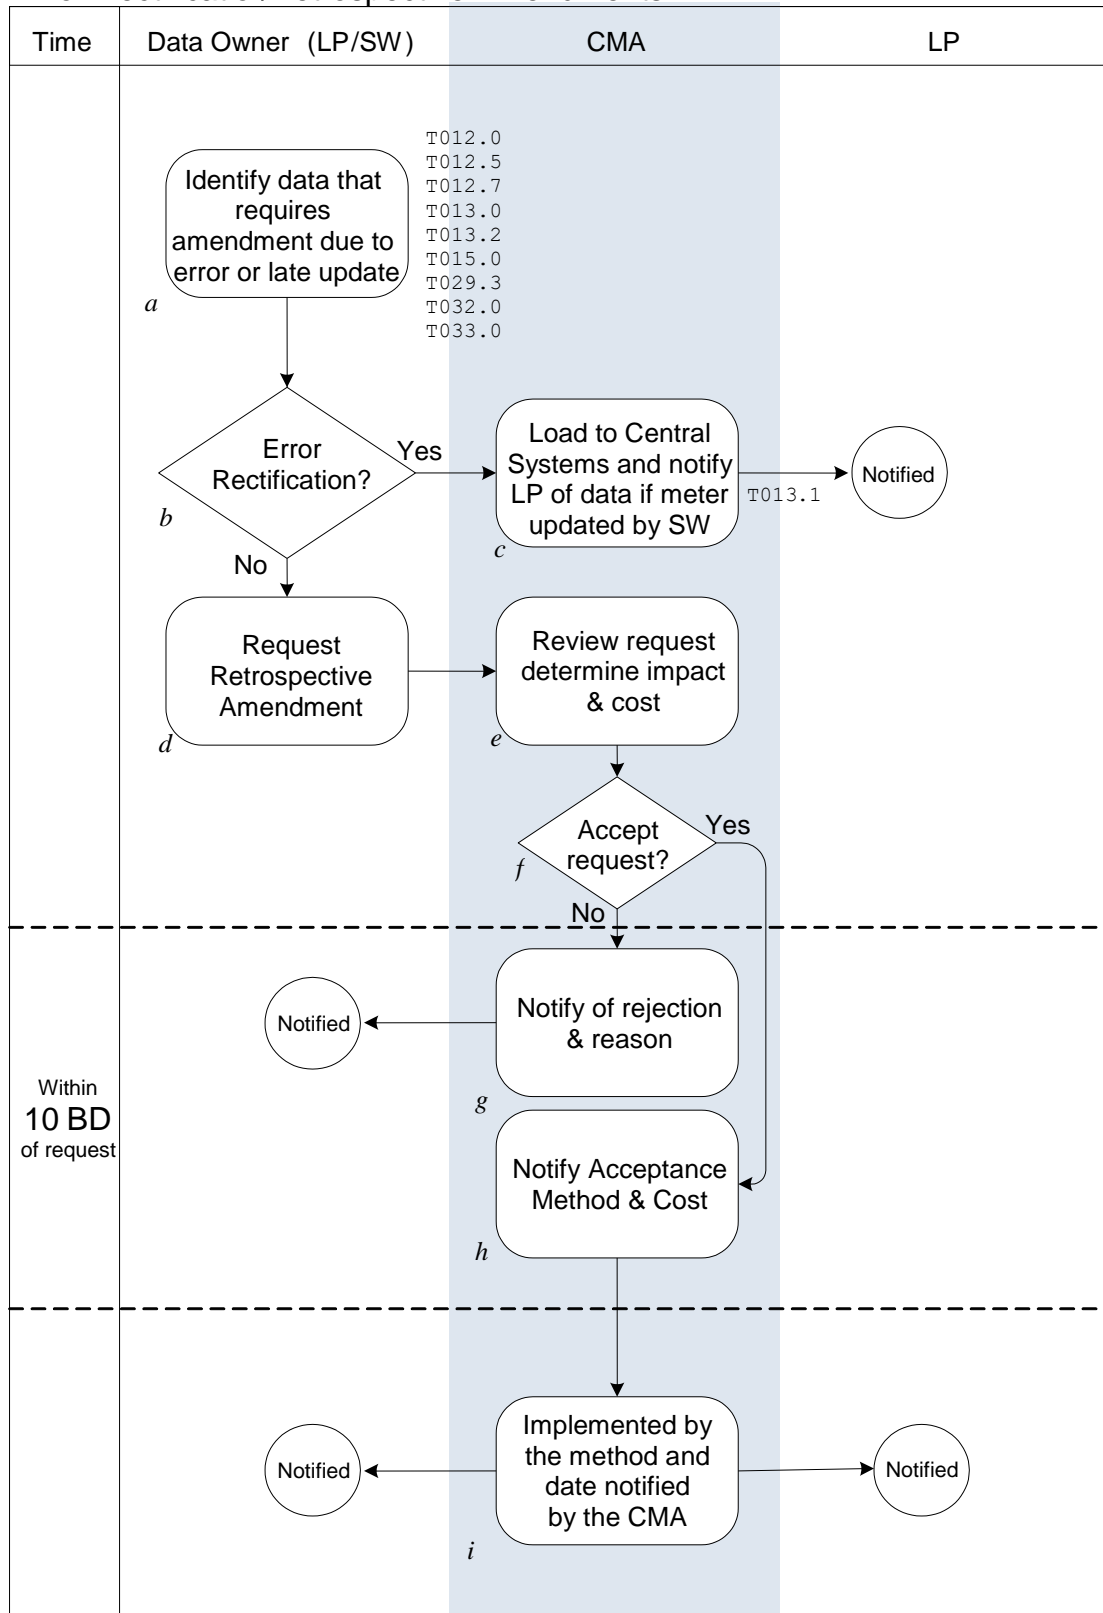 Time
Data Owner (LP/SW)
CMA
LP
T012.0
T012.5
T012.7
T013.0
T013.2
T015.0
T029.3
T032.0
T033.0
Identify data that
requires
amendment due to
error or late update
a
Error
Rectification?
Yes
b
No
Load to Central
Systems and notify
LP of data if meter
updated by SW
c
T013.1
Notified
Request
Retrospective
Amendment
d
Review request
determine impact
& cost
e
Accept
request?
Yes
f
No
Within
10 BD
of request
Notify of rejection
& reason
g
Notified
Notify Acceptance
Method & Cost
h
Implemented by
the method and
date notified
by the CMA
i
Notified
Notified